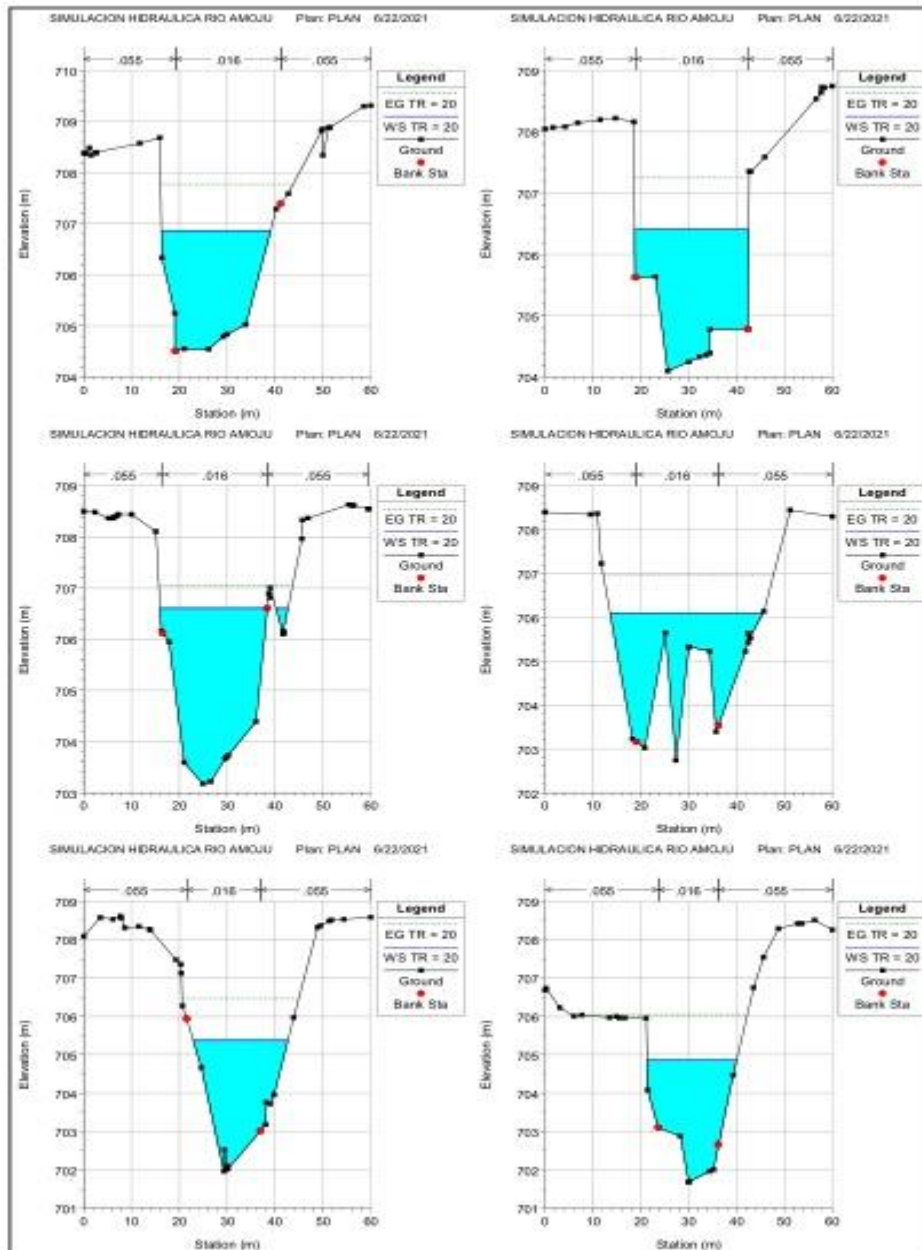 SIMULACION HIDRAULICA RIO AMOJU Plan: PLAN 6/22/2021
.055 .016 .055
Legend
EG TR = 20
WS TR = 20
Ground
Bank Sta
Elevation (m)
710
709
708
707
706
705
704
0 10 20 30 40 50 60
Station (m)
SIMULACION HIDRAULICA RIO AMOJU Plan: PLAN 6/22/2021
.055 .016 .055
Legend
EG TR = 20
WS TR = 20
Ground
Bank Sta
Elevation (m)
709
708
707
706
705
704
0 10 20 30 40 50 60
Station (m)
SIMULACION HIDRAULICA RIO AMOJU Plan: PLAN 6/22/2021
.055 .016 .055
Legend
EG TR = 20
WS TR = 20
Ground
Bank Sta
Elevation (m)
709
708
707
706
705
704
703
0 10 20 30 40 50 60
Station (m)
SIMULACION HIDRAULICA RIO AMOJU Plan: PLAN 6/22/2021
.055 .016 .055
Legend
EG TR = 20
WS TR = 20
Ground
Bank Sta
Elevation (m)
709
708
707
706
705
704
703
702
0 10 20 30 40 50 60
Station (m)
SIMULACION HIDRAULICA RIO AMOJU Plan: PLAN 6/22/2021
.055 .016 .055
Legend
EG TR = 20
WS TR = 20
Ground
Bank Sta
Elevation (m)
709
708
707
706
705
704
703
702
701
0 10 20 30 40 50 60
Station (m)
SIMULACION HIDRAULICA RIO AMOJU Plan: PLAN 6/22/2021
.055 .016 .055
Legend
EG TR = 20
WS TR = 20
Ground
Bank Sta
Elevation (m)
709
708
707
706
705
704
703
702
701
0 10 20 30 40 50 60
Station (m)